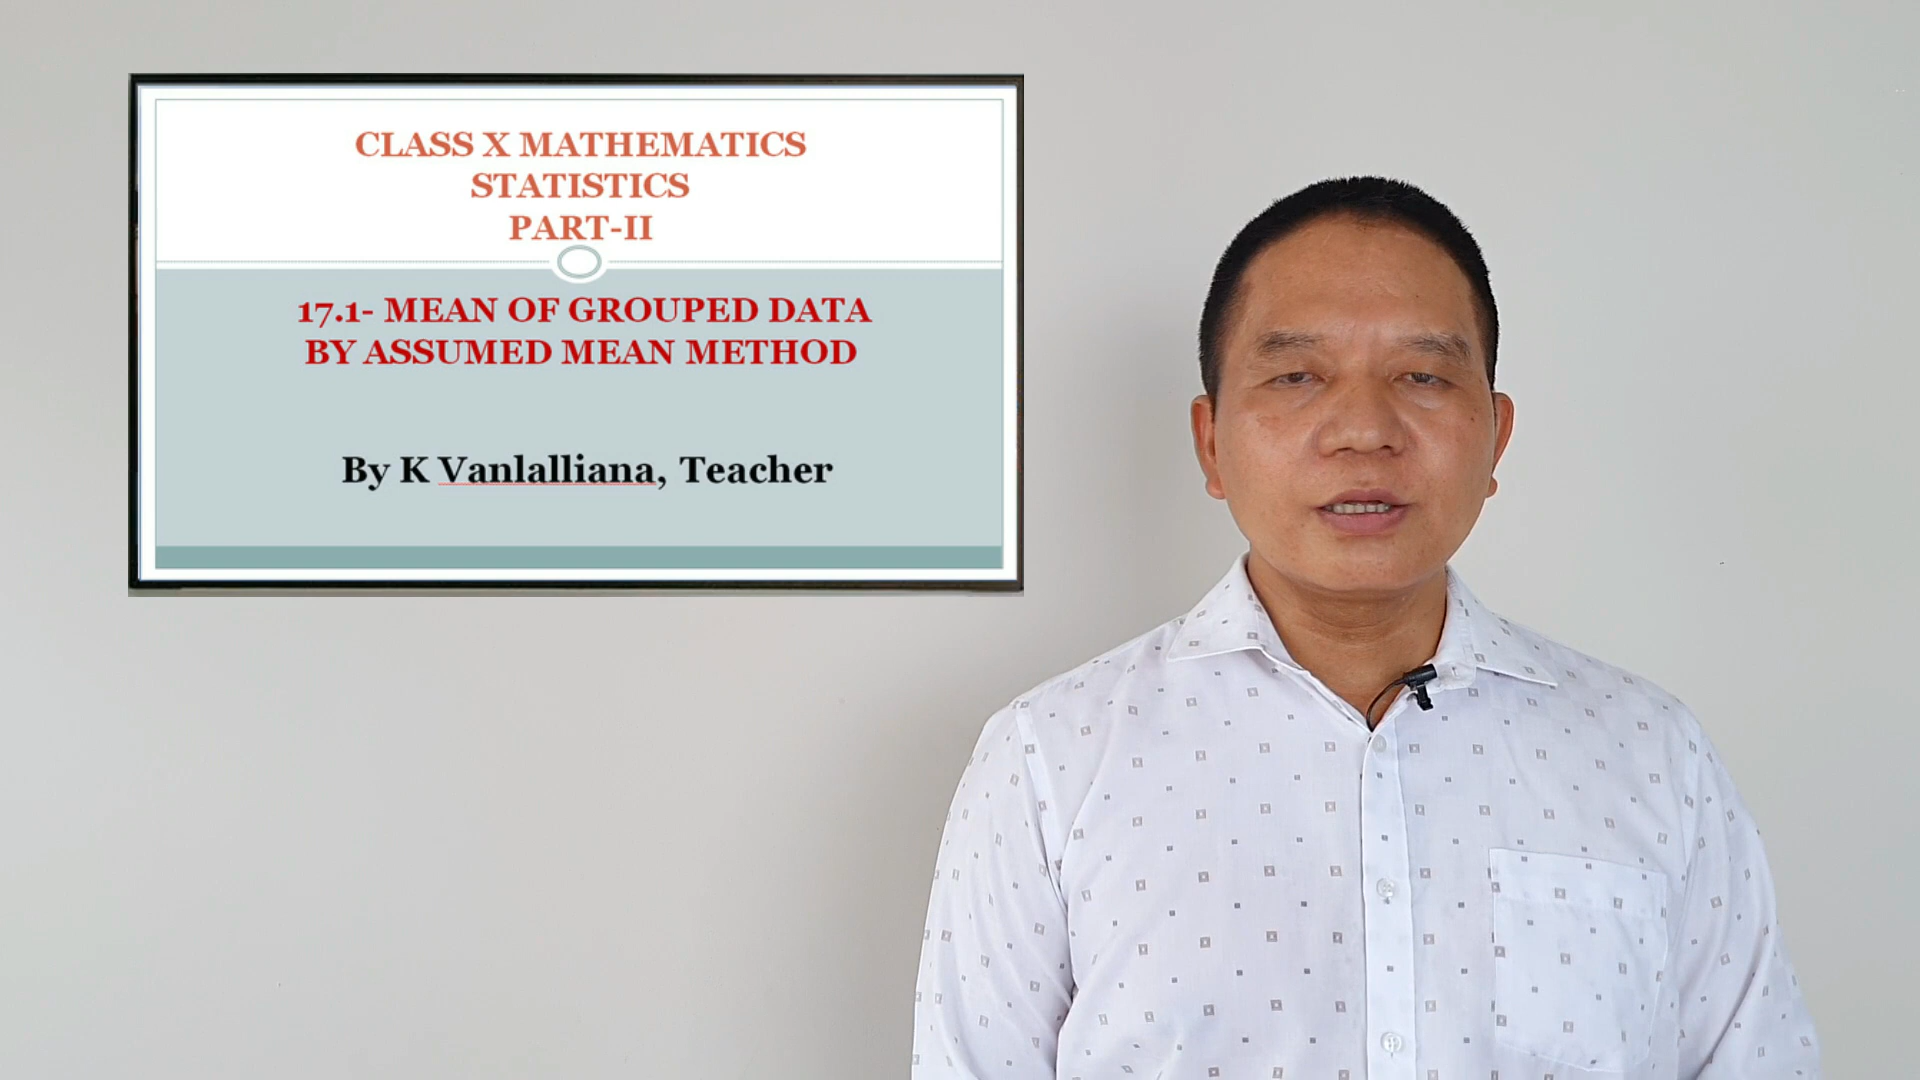 CLASS X MATHEMATICS
STATISTICS
PART-II
17.1- MEAN OF GROUPED DATA
BY ASSUMED MEAN METHOD
By K Vanlalliana, Teacher